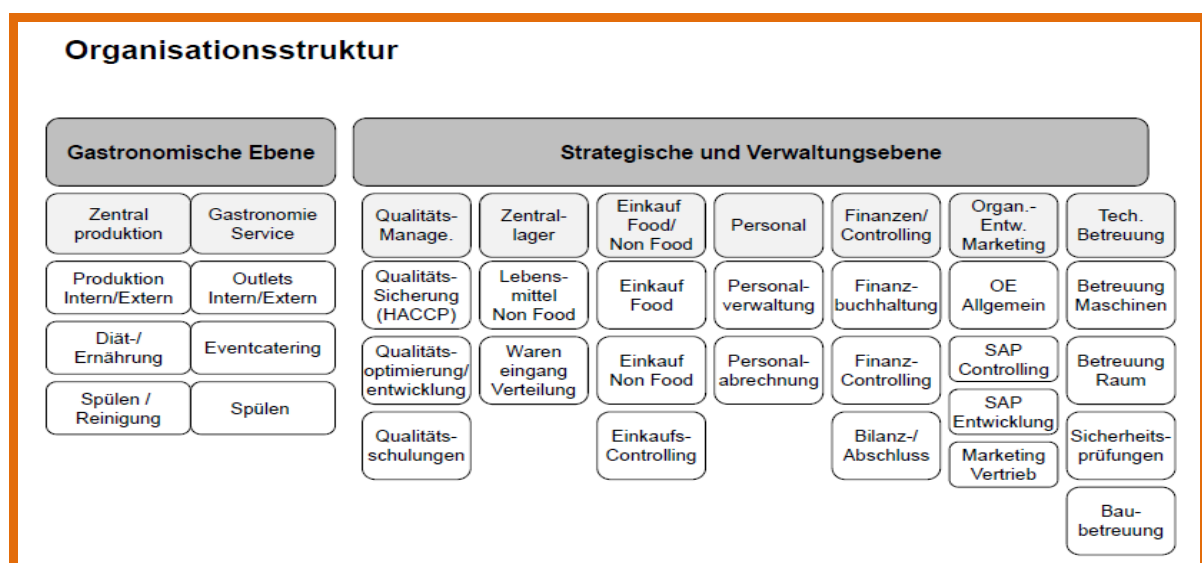 Organisationsstruktur
Gastronomische Ebene
Strategische und Verwaltungsebene
Zentral
produktion
Gastronomie
Service
Qualitäts-
Manage.
Zentral-
lager
Einkauf
Food/
Non Food
Personal
Finanzen/
Controlling
Organ.-
Entw.
Marketing
Tech.
Betreuung
Produktion
Intern/Extern
Outlets
Intern/Extern
Qualitäts-
Sicherung
(HACCP)
Lebens-
mittel
Non Food
Einkauf
Food
Personal-
verwaltung
Finanz-
buchhaltung
OE
Allgemein
Betreuung
Maschinen
Diät-/
Ernährung
Eventcatering
Qualitäts-
optimierung/
entwicklung
Waren
eingang
Verteilung
Einkauf
Non Food
Personal-
abrechnung
Finanz-
Controlling
SAP
Controlling
Betreuung
Raum
Spülen /
Reinigung
Spülen
SAP
Entwicklung
Qualitäts-
schulungen
Einkaufs-
Controlling
Bilanz-/
Abschluss
Marketing
Vertrieb
Sicherheits-
prüfungen
Bau-
betreuung